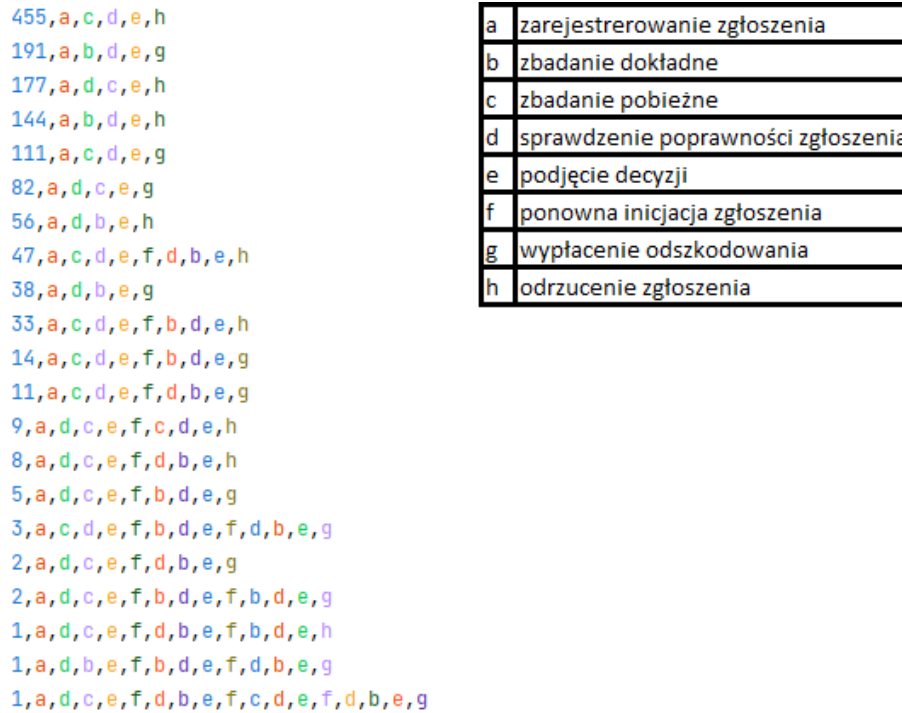 455,a,c,d,e,h
191,a,b,d,e,g
177,a,d,c,e,h
144,a,b,d,e,h
111,a,c,d,e,g
82,a,d,c,e,g
56,a,d,b,e,h
47,a,c,d,e,f,d,b,e,h
38,a,d,b,e,g
33,a,c,d,e,f,b,d,e,h
14,a,c,d,e,f,b,d,e,g
11,a,c,d,e,f,d,b,e,g
9,a,d,c,e,f,c,d,e,h
8,a,d,c,e,f,d,b,e,h
5,a,d,c,e,f,b,d,e,g
3,a,c,d,e,f,b,d,e,f,d,b,e,g
2,a,d,c,e,f,d,b,e,g
2,a,d,c,e,f,b,d,e,f,b,d,e,g
1,a,d,c,e,f,d,b,e,f,b,d,e,h
1,a,d,b,e,f,b,d,e,f,d,b,e,g
1,a,d,c,e,f,d,b,e,f,c,d,e,f,d,b,e,g
a zarejestrerowanie zgłoszenia
b zbadanie dokładne
c zbadanie pobieżne
d sprawdzenie poprawności zgłoszenia
e podjęcie decyzji
f ponowna inicjacja zgłoszenia
g wypłacenie odszkodowania
h odrzucenie zgłoszenia